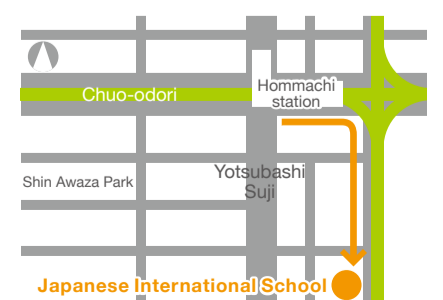 Chuo-odori
Hommachi
station
Shin Awaza Park
Yotsubashi
Suji
Japanese International School